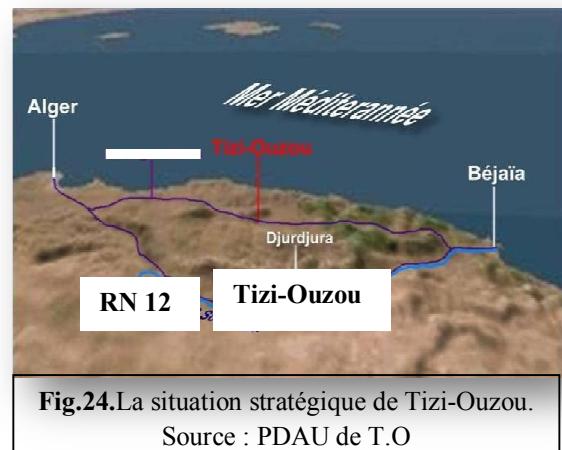 Mer Méditerannée
Alger
Tizi-Ouzou
Béjaïa
Djurdjura
RN 12
Tizi-Ouzou
Fig.24.La situation stratégique de Tizi-Ouzou.
Source : PDAU de T.O